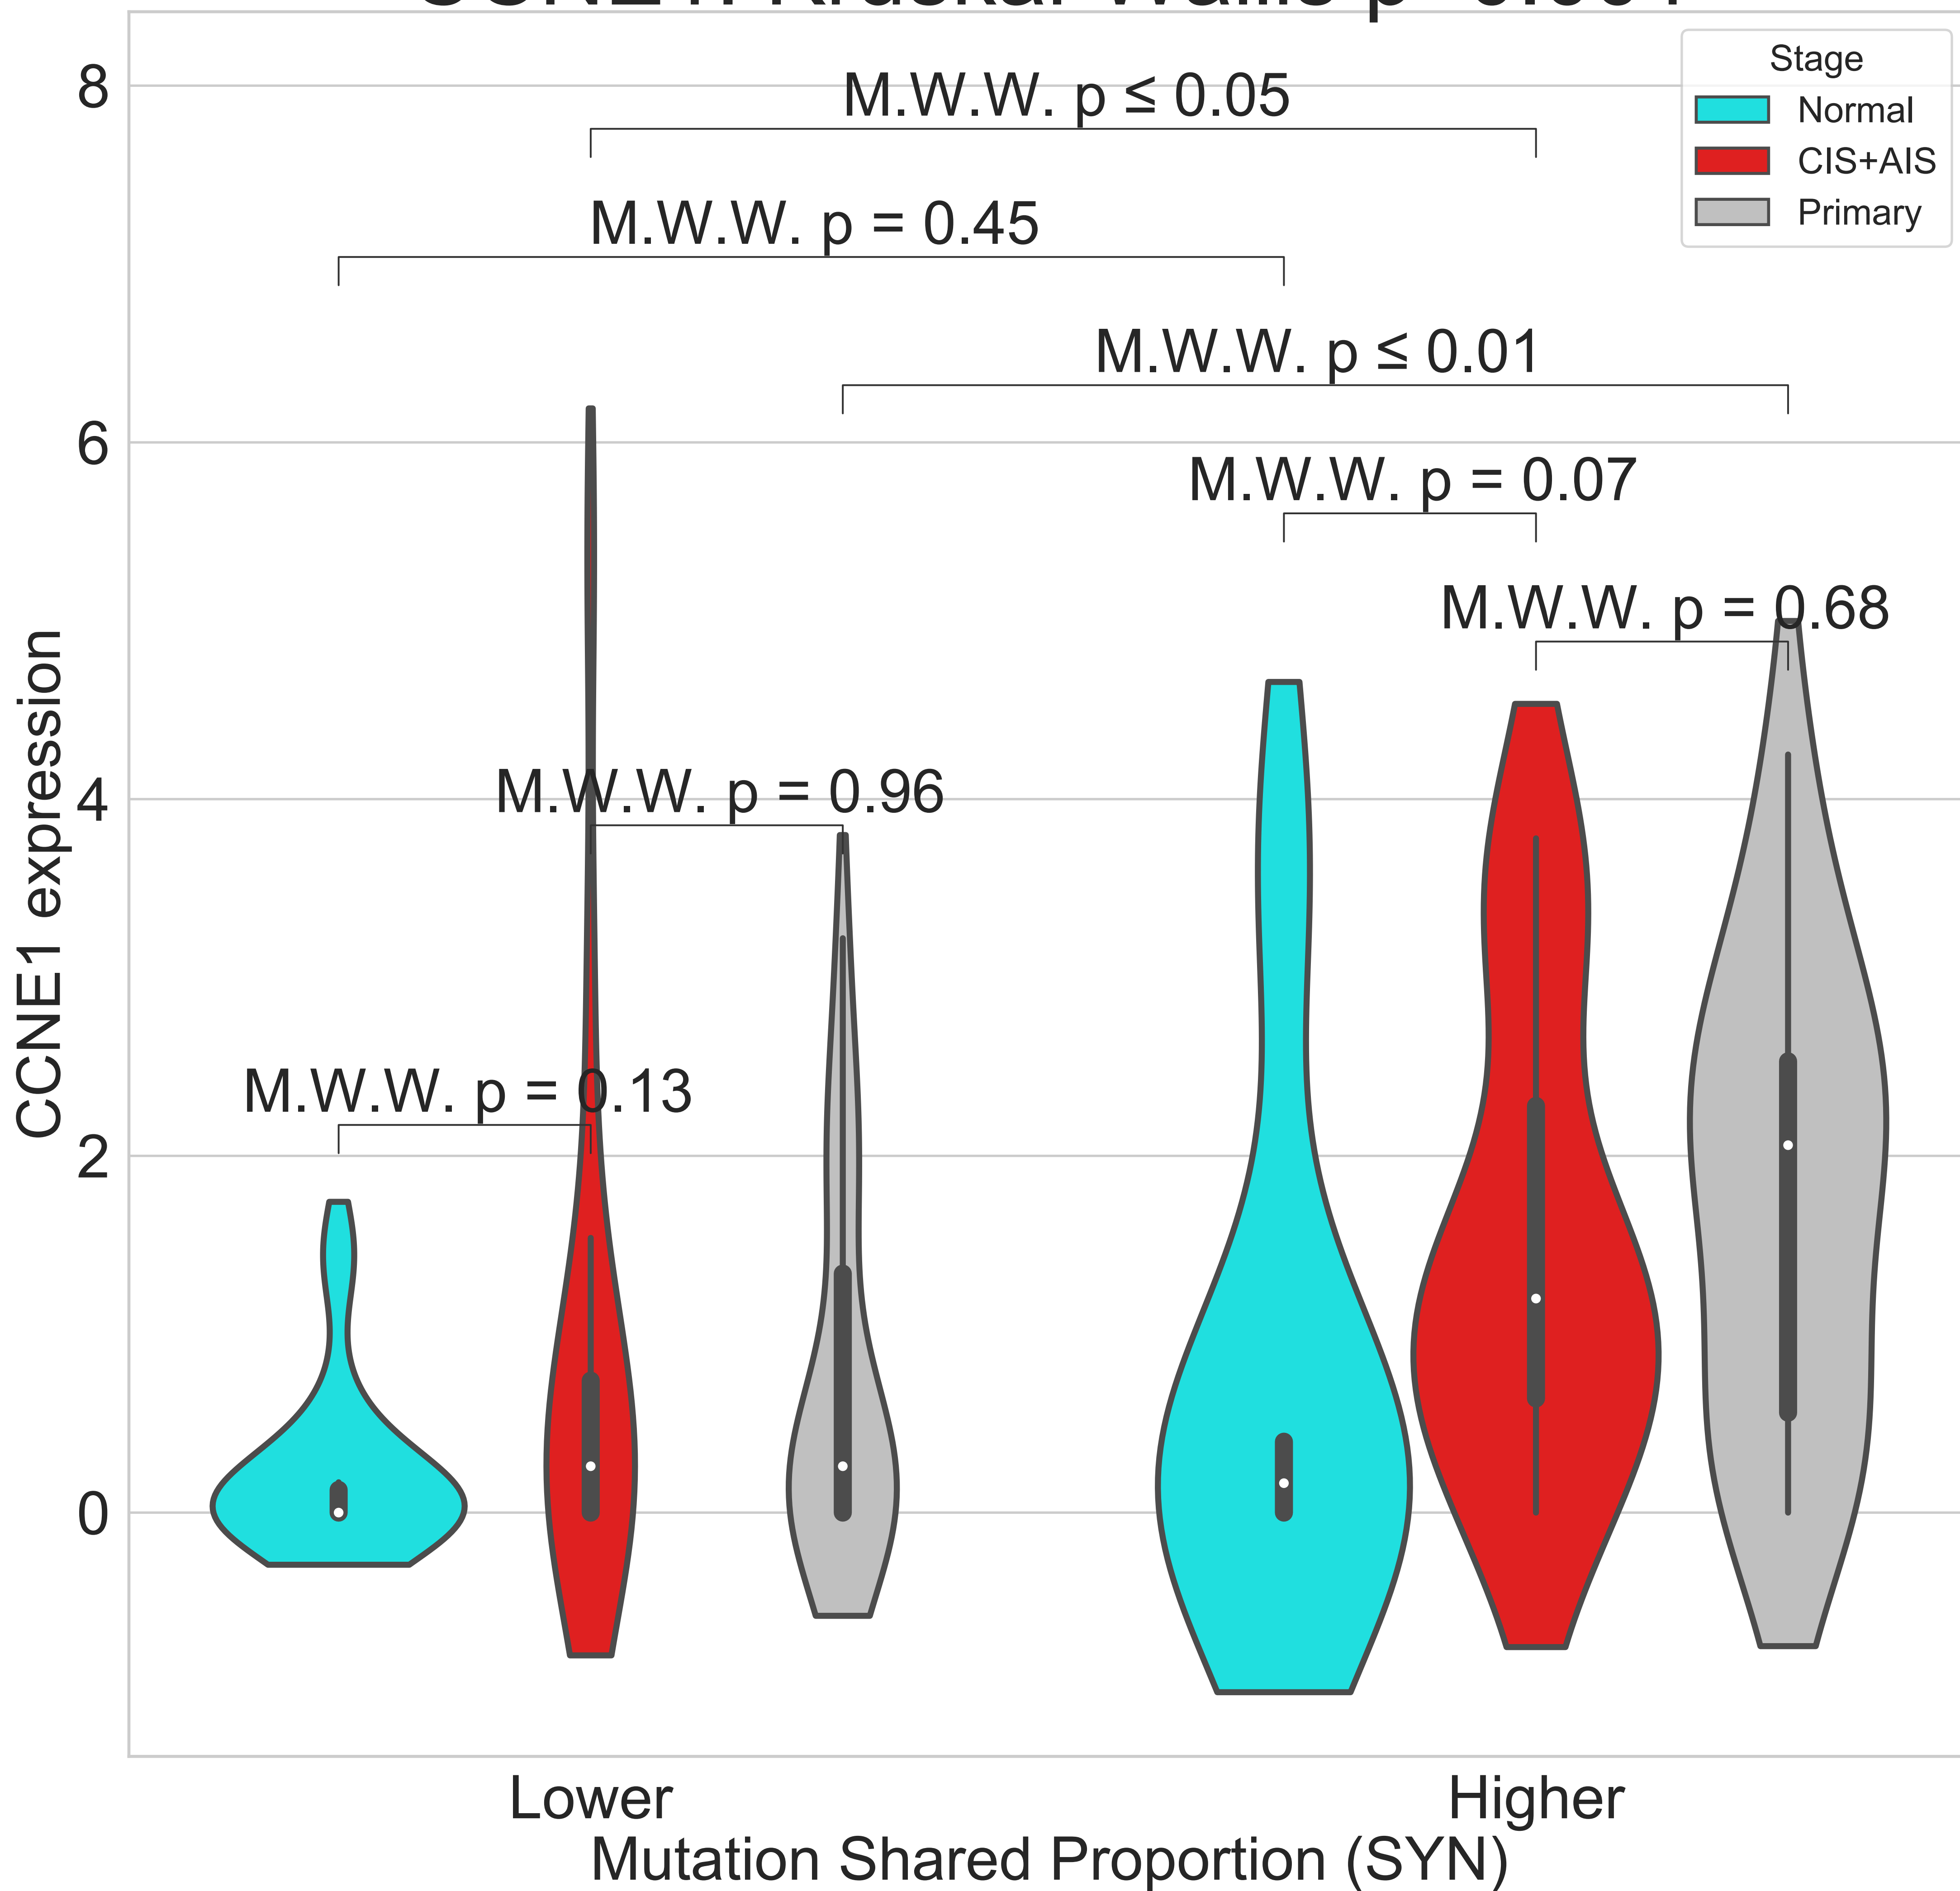 Stage
Normal
CIS+AIS
Primary
M.W.W. p ≤ 0.05
M.W.W. p = 0.45
M.W.W. p ≤ 0.01
M.W.W. p = 0.07
M.W.W. p = 0.68
M.W.W. p = 0.96
M.W.W. p = 0.13
8
6
4
2
0
CCNE1 expression
Lower
Higher
Mutation Shared Proportion (SYN)